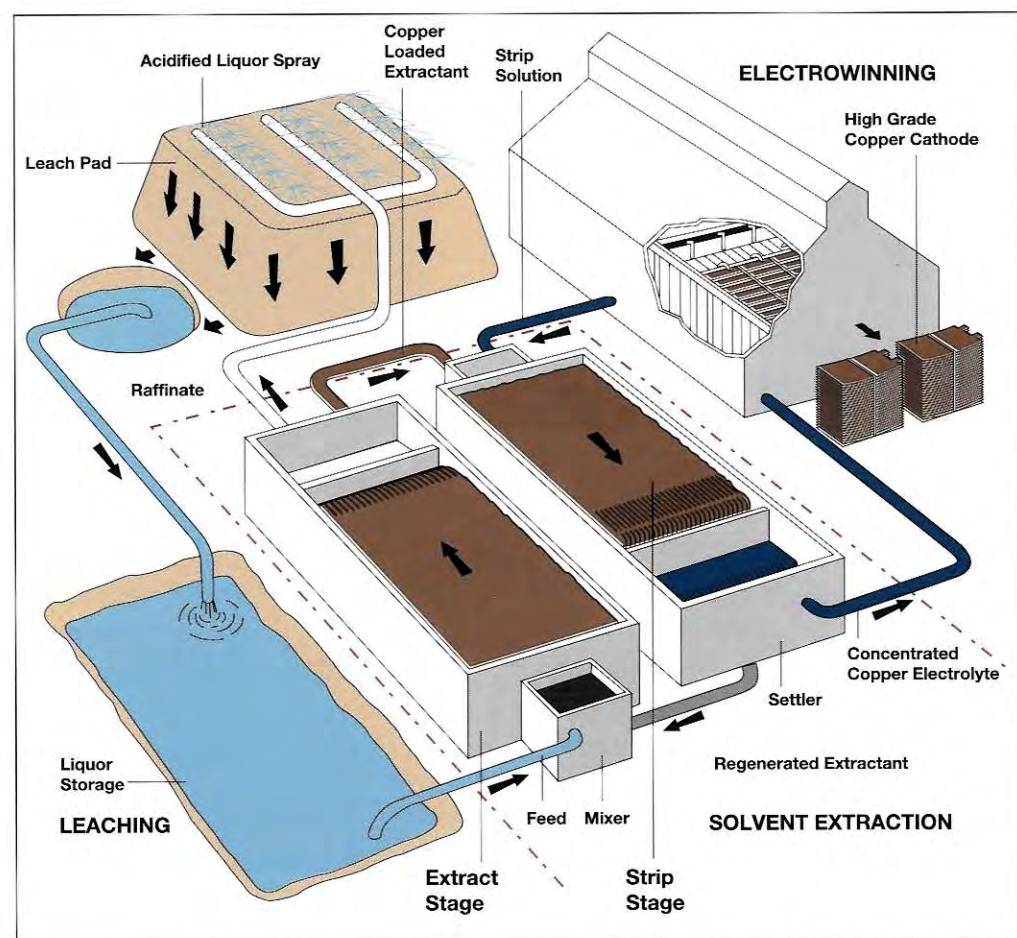 Copper
Loaded
Extractant
Acidified Liquor Spray
Strip
Solution
ELECTROWINNING
High Grade
Copper Cathode
Leach Pad
Raffinate
Concentrated
Copper Electrolyte
Settler
Liquor
Storage
Regenerated Extractant
LEACHING
Feed
Mixer
SOLVENT EXTRACTION
Extract
Stage
Strip
Stage